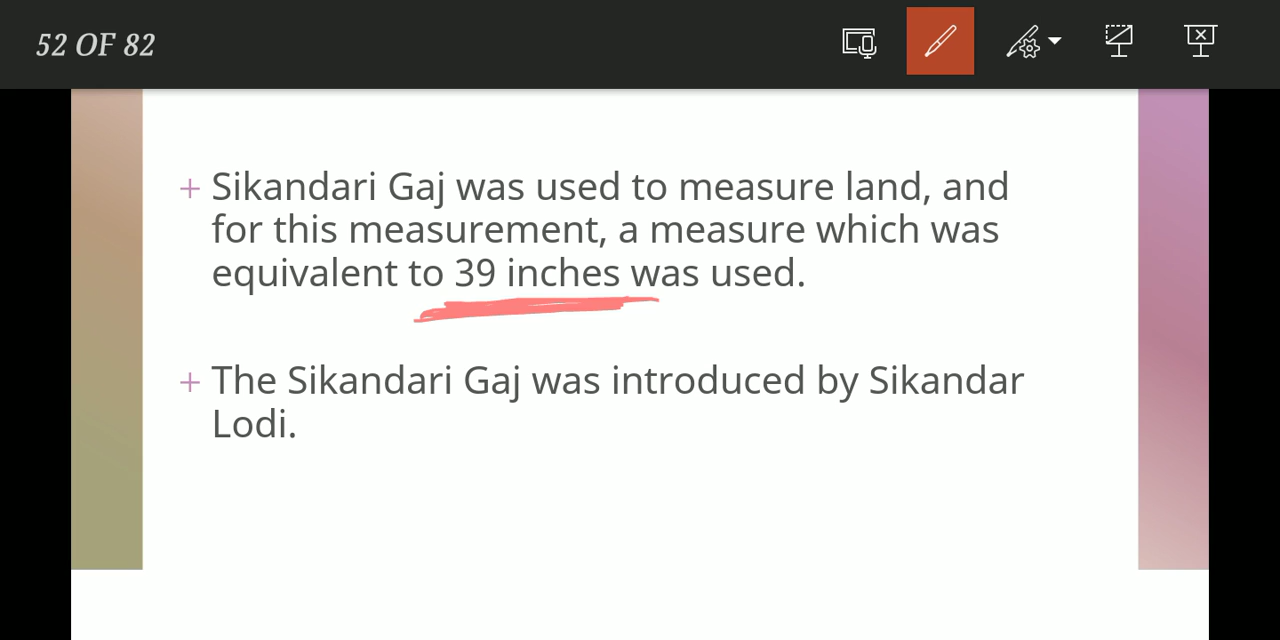 52 OF 82
+ Sikandari Gaj was used to measure land, and
for this measurement, a measure which was
equivalent to 39 inches was used.
+ The Sikandari Gaj was introduced by Sikandar
Lodi.